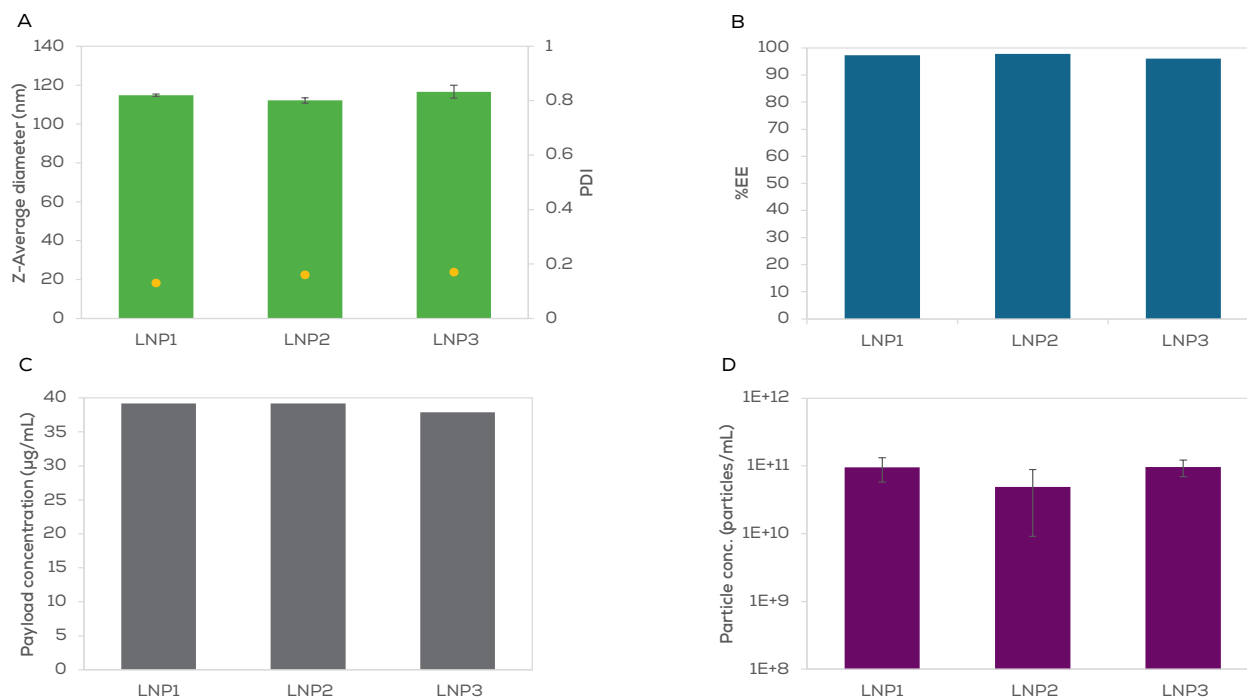 A
Z-Average diameter (nm)
140
120
100
80
60
40
20
0
1
0.8
0.6
0.4
0.2
0
PDI
LNP1 LNP2 LNP3
B
%EE
100
90
80
70
60
50
40
30
20
10
0
LNP1 LNP2 LNP3
C
Payload concentration (µg/mL)
40
35
30
25
20
15
10
5
0
LNP1 LNP2 LNP3
D
Particle conc. (particles/mL)
1E+12
1E+11
1E+10
1E+9
1E+8
LNP1 LNP2 LNP3